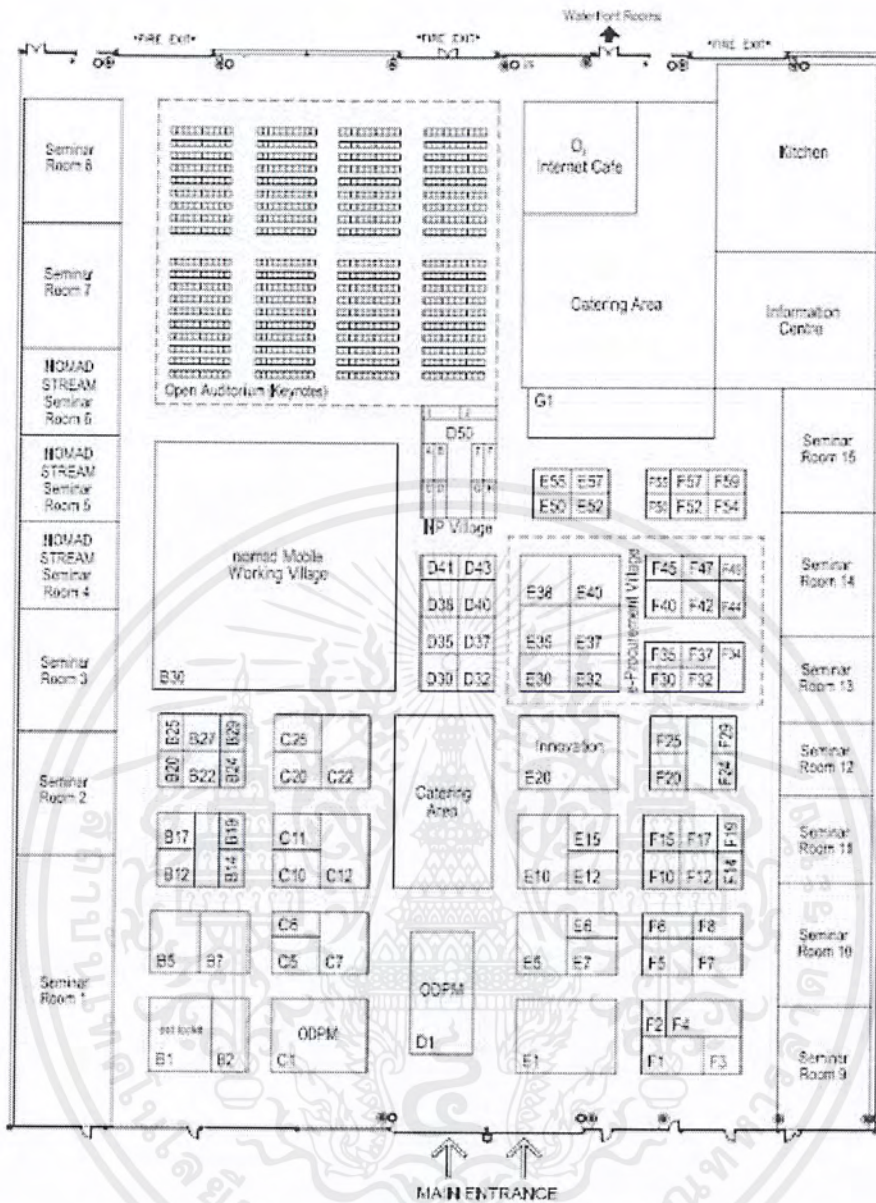 Waterfront Rooms
*FIRE EXIT*
*FIRE EXIT*
*FIRE EXIT*
Seminar
Room 8
O2
Internet Cafe
Kitchen
Seminar
Room 7
Catering Area
Information
Centre
NOMAD
STREAM
Seminar
Room 6
Open Auditorium (Keynotes)
G1
1 2
D50
A B
E F
C D
G H
HP Village
NOMAD
STREAM
Seminar
Room 5
E55 E57
E50 E52
F55 F57 F59
F50 F52 F54
Seminar
Room 15
NOMAD
STREAM
Seminar
Room 4
nomad Mobile
Working Village
B30
D41 D43
D38 D40
D35 D37
D30 D32
E38 E40
E35 E37
E30 E32
e-Procurement Village
F45 F47 F49
F40 F42 F44
F35 F37 F34
F30 F32
Seminar
Room 14
Seminar
Room 3
Seminar
Room 13
B25 B27 B29
B20 B22 B24
C25
C20 C22
Catering
Area
Innovation
E20
F25 F29
F20 F24
Seminar
Room 12
Seminar
Room 2
B17 B19
B12 B14
C11
C10 C12
E15
E10 E12
F15 F17 F19
F10 F12 F14
Seminar
Room 11
Seminar
Room 1
B5 B7
C6
C5 C7
ODPM
D1
E6
E5 E7
F6 F8
F5 F7
Seminar
Room 10
B1 B2
ODPM
C1
E1
F2 F4
F1 F3
Seminar
Room 9
MAIN ENTRANCE